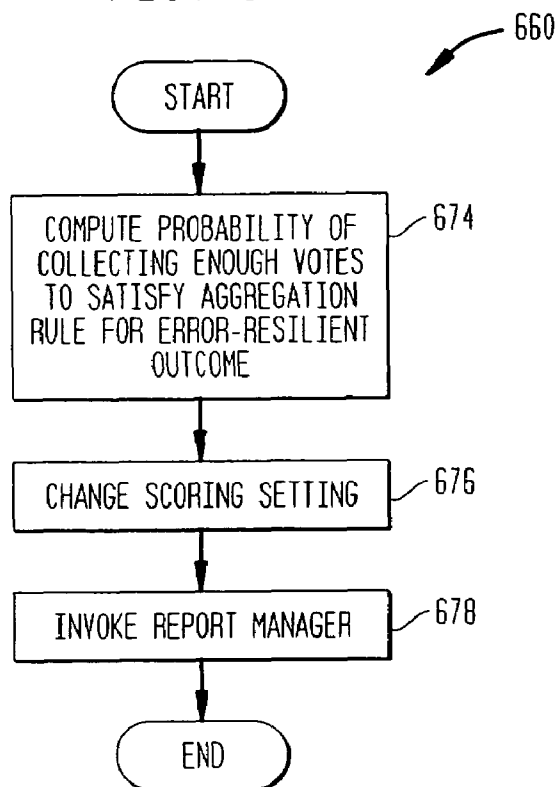 660
START
COMPUTE PROBABILITY OF
COLLECTING ENOUGH VOTES
TO SATISFY AGGREGATION
RULE FOR ERROR-RESILIENT
OUTCOME
674
CHANGE SCORING SETTING
676
INVOKE REPORT MANAGER
678
END